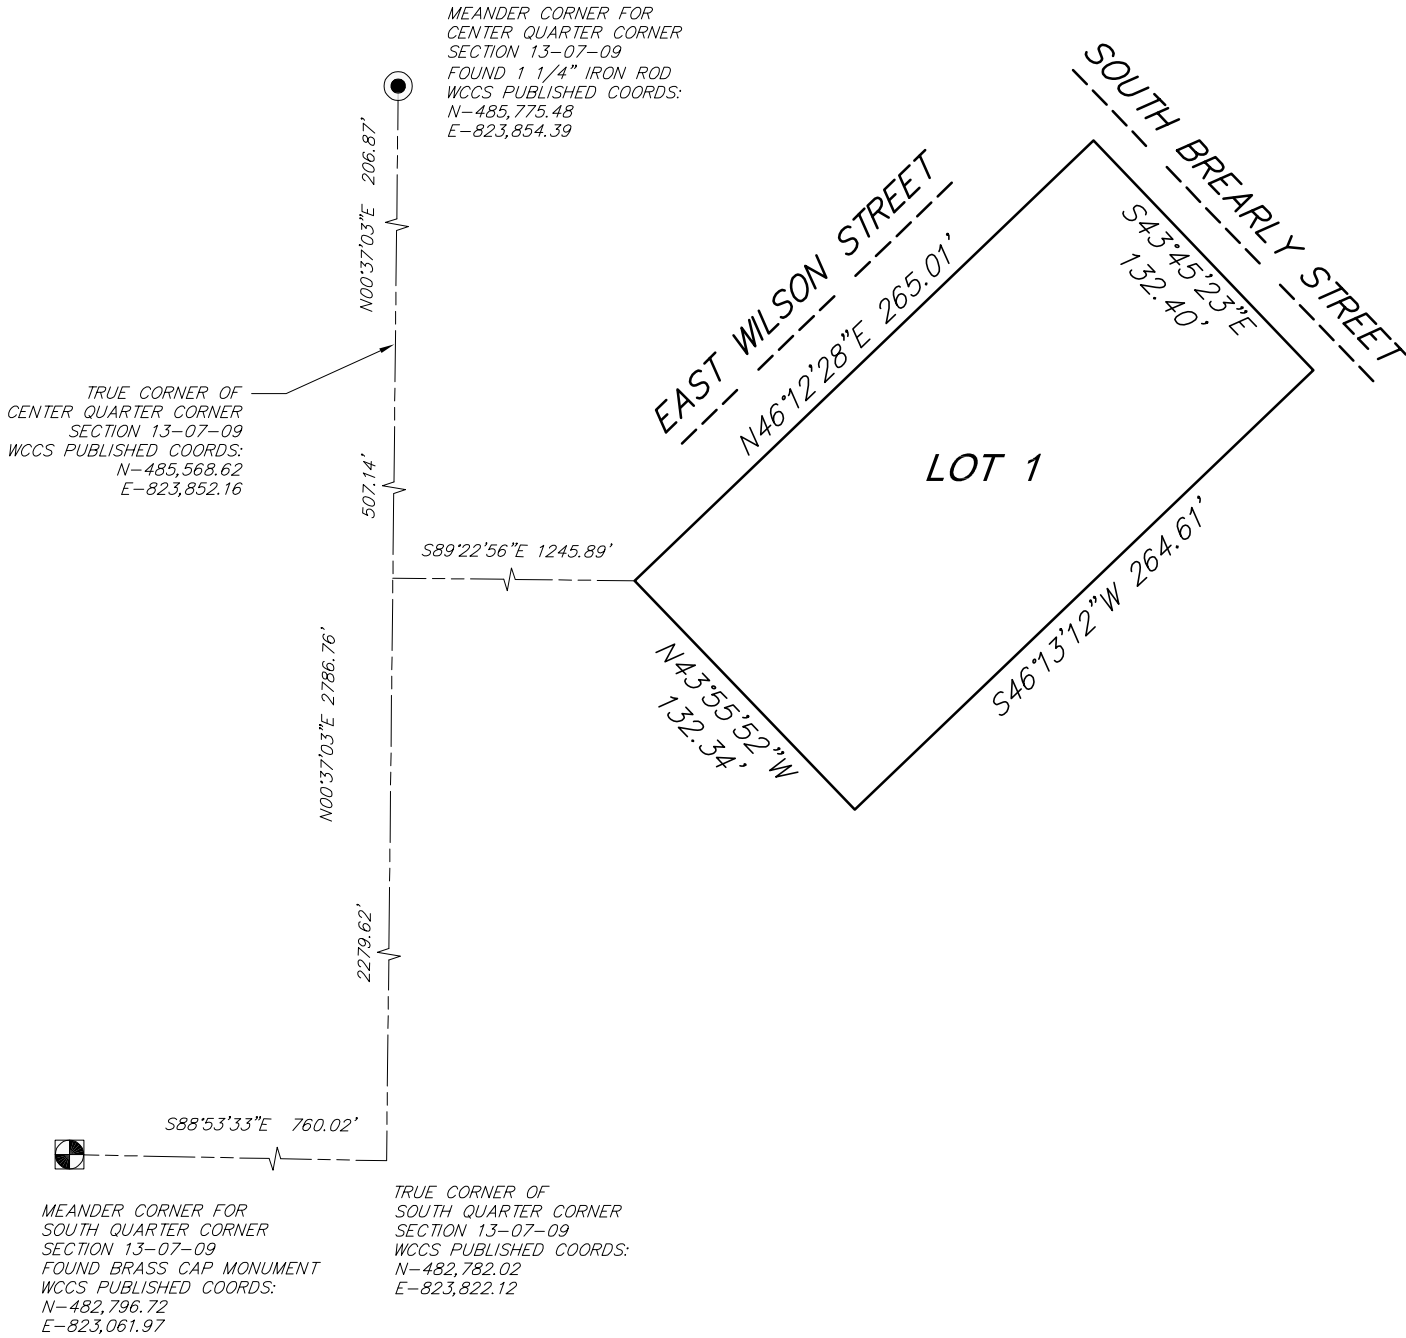 MEANDER CORNER FOR
CENTER QUARTER CORNER
SECTION 13-07-09
FOUND 1 1/4" IRON ROD
WCCS PUBLISHED COORDS:
N-485,775.48
E-823,854.39
N00°37'03"E 206.87'
SOUTH BREARLY STREET
EAST WILSON STREET
S43°45'23"E
132.40'
N46°12'28"E 265.01'
TRUE CORNER OF
CENTER QUARTER CORNER
SECTION 13-07-09
WCCS PUBLISHED COORDS:
N-485,568.62
E-823,852.16
LOT 1
507.14'
S89°22'56"E 1245.89'
S46°13'12"W 264.61'
N00°37'03"E 2786.76'
N43°55'52"W
132.34'
2279.62'
S88°53'33"E 760.02'
MEANDER CORNER FOR
SOUTH QUARTER CORNER
SECTION 13-07-09
FOUND BRASS CAP MONUMENT
WCCS PUBLISHED COORDS:
N-482,796.72
E-823,061.97
TRUE CORNER OF
SOUTH QUARTER CORNER
SECTION 13-07-09
WCCS PUBLISHED COORDS:
N-482,782.02
E-823,822.12